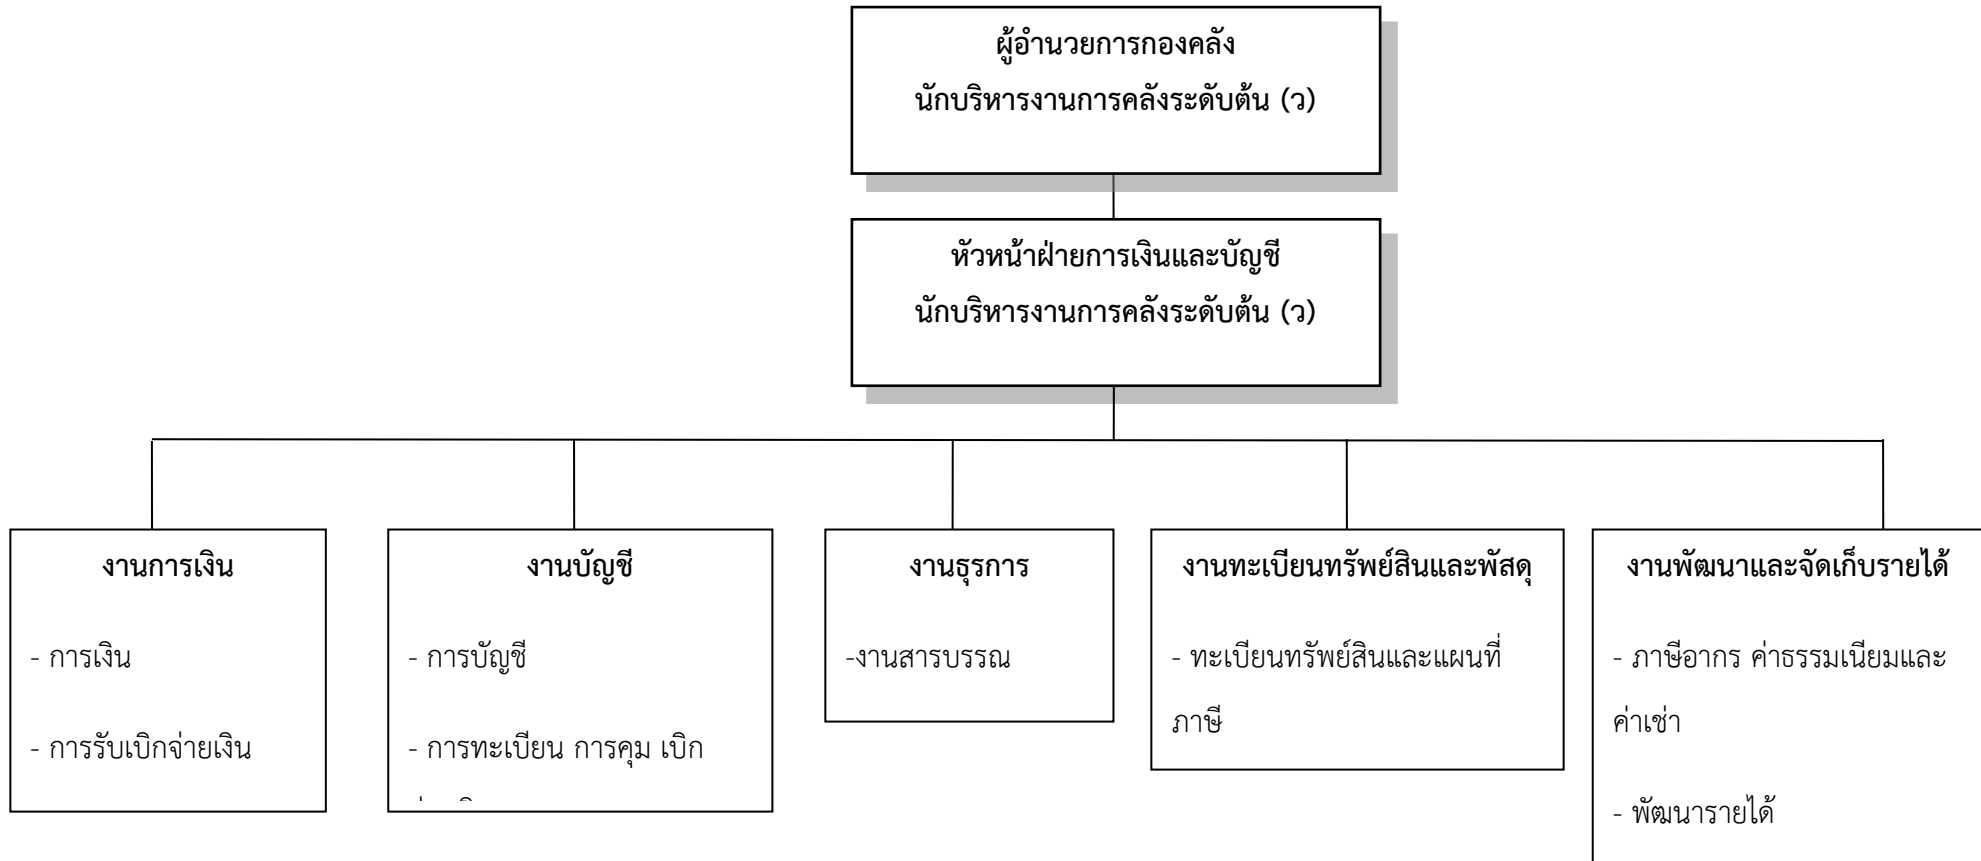 ผู้อำนวยการกองคลัง
นักบริหารงานการคลังระดับต้น (ว)
หัวหน้าฝ่ายการเงินและบัญชี
นักบริหารงานการคลังระดับต้น (ว)
งานการเงิน
- การเงิน
- การรับเบิกจ่ายเงิน
งานบัญชี
- การบัญชี
- การทะเบียน การคุม เบิก
งานธุรการ
-งานสารบรรณ
งานทะเบียนทรัพย์สินและพัสดุ
- ทะเบียนทรัพย์สินและแผนที่
ภาษี
งานพัฒนาและจัดเก็บรายได้
- ภาษีอากร ค่าธรรมเนียมและ
ค่าเช่า
- พัฒนารายได้